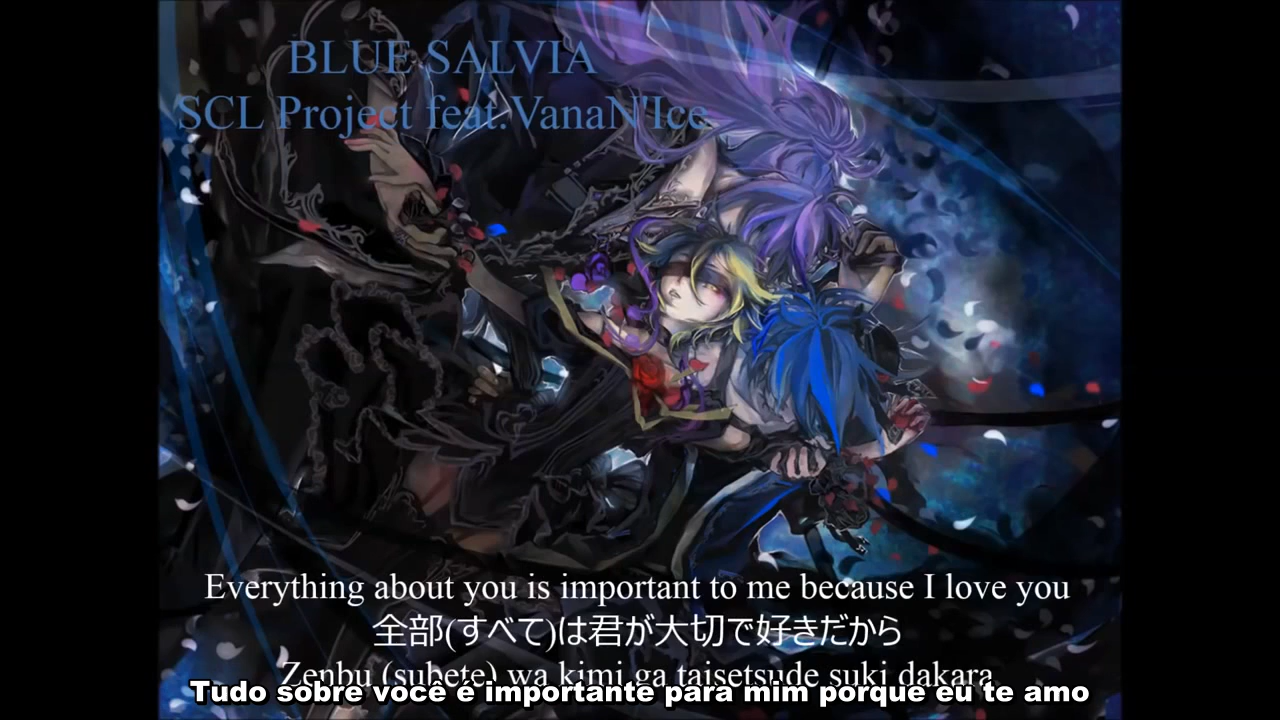 BLUE SALVIA
SCL Project feat.VanaN'Ice
Everything about you is important to me because I love you
全部(すべて)は君が大切で好きだから
Zenbu (subete) wa kimi ga taisetsude suki dakara
Tudo sobre você é importante para mim porque eu te amo